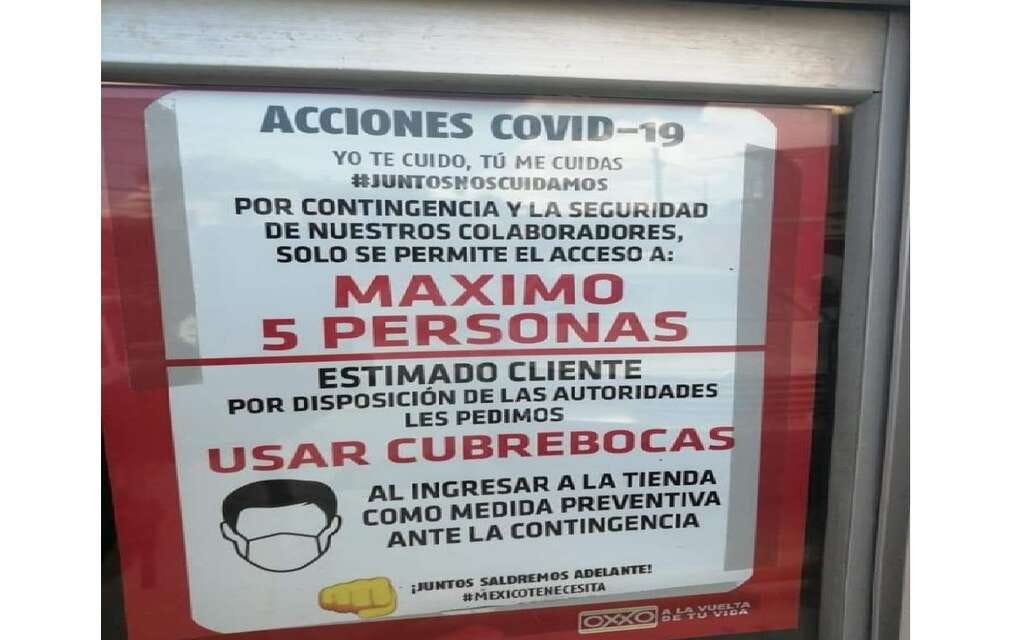 ACCIONES COVID-19
YO TE CUIDO, TÚ ME CUIDAS
#JUNTOSNOSCUIDAMOS
POR CONTINGENCIA Y LA SEGURIDAD
DE NUESTROS COLABORADORES,
SOLO SE PERMITE EL ACCESO A:
MAXIMO
5 PERSONAS
ESTIMADO CLIENTE
POR DISPOSICIÓN DE LAS AUTORIDADES
LES PEDIMOS
USAR CUBREBOCAS
AL INGRESAR A LA TIENDA
COMO MEDIDA PREVENTIVA
ANTE LA CONTINGENCIA
¡JUNTOS SALDREMOS ADELANTE!
#MEXICOTENECESITA
OXXO A LA VUELTA
DE TU VIDA